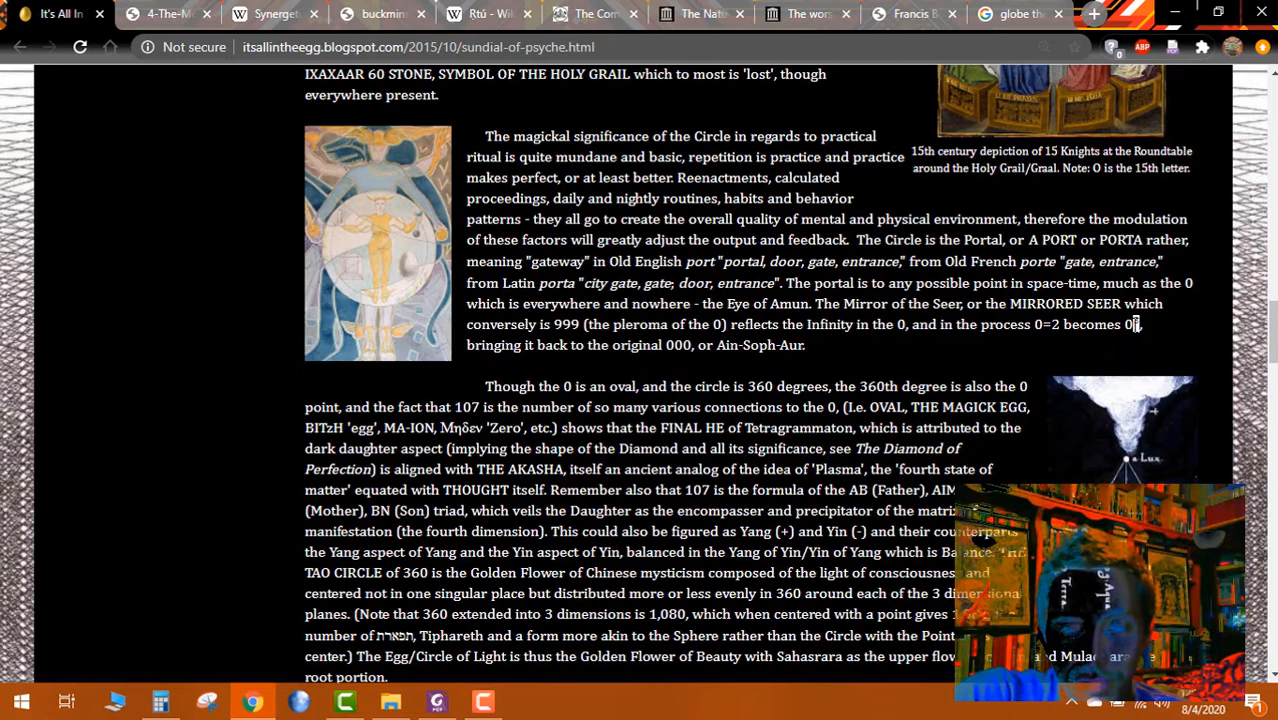 It's All In
4-The-M
Synerget
buckmins
Ṛtú - Wil
The Com
The Nate
The wors
Francis B
globe the
Not secure
itsallintheegg.blogspot.com/2015/10/sundial-of-psyche.html
ABP
IXAXAAR 60 STONE, SYMBOL OF THE HOLY GRAIL which to most is 'lost', though
everywhere present.
15th century depiction of 15 Knights at the Roundtable
around the Holy Grail/Graal. Note: O is the 15th letter.
The magickal significance of the Circle in regards to practical
ritual is quite mundane and basic, repetition is practice and practice
makes perfect, or at least better. Reenactments, calculated
proceedings, daily and nightly routines, habits and behavior
patterns - they all go to create the overall quality of mental and physical environment, therefore the modulation
of these factors will greatly adjust the output and feedback.  The Circle is the Portal, or A PORT or PORTA rather,
meaning "gateway" in Old English port "portal, door, gate, entrance," from Old French porte "gate, entrance,"
from Latin porta "city gate, gate; door, entrance". The portal is to any possible point in space-time, much as the 0
which is everywhere and nowhere - the Eye of Amun. The Mirror of the Seer, or the MIRRORED SEER which
conversely is 999 (the pleroma of the 0) reflects the Infinity in the 0, and in the process 0=2 becomes 0
bringing it back to the original 000, or Ain-Soph-Aur.
Though the 0 is an oval, and the circle is 360 degrees, the 360th degree is also the 0
point, and the fact that 107 is the number of so many various connections to the 0, (I.e. OVAL, THE MAGICK EGG,
BITzH 'egg', MA-ION, Μηδεν 'Zero', etc.) shows that the FINAL HE of Tetragrammaton, which is attributed to the
dark daughter aspect (implying the shape of the Diamond and all its significance, see The Diamond of
Perfection) is aligned with THE AKASHA, itself an ancient analog of the idea of 'Plasma', the 'fourth state of
matter' equated with THOUGHT itself. Remember also that 107 is the formula of the AB (Father), AIM
(Mother), BN (Son) triad, which veils the Daughter as the encompasser and precipitator of the matri
manifestation (the fourth dimension). This could also be figured as Yang (+) and Yin (-) and their counterparts
the Yang aspect of Yang and the Yin aspect of Yin, balanced in the Yang of Yin/Yin of Yang which is Balance. THE
TAO CIRCLE of 360 is the Golden Flower of Chinese mysticism composed of the light of consciousness and
centered not in one singular place but distributed more or less evenly in 360 around each of the 3 dimensional
planes. (Note that 360 extended into 3 dimensions is 1,080, which when centered with a point gives
number of תפארת, Tiphareth and a form more akin to the Sphere rather than the Circle with the Point
center.) The Egg/Circle of Light is thus the Golden Flower of Beauty with Sahasrara as the upper and
root portion.
a Lux.
Terra.
8/4/2020